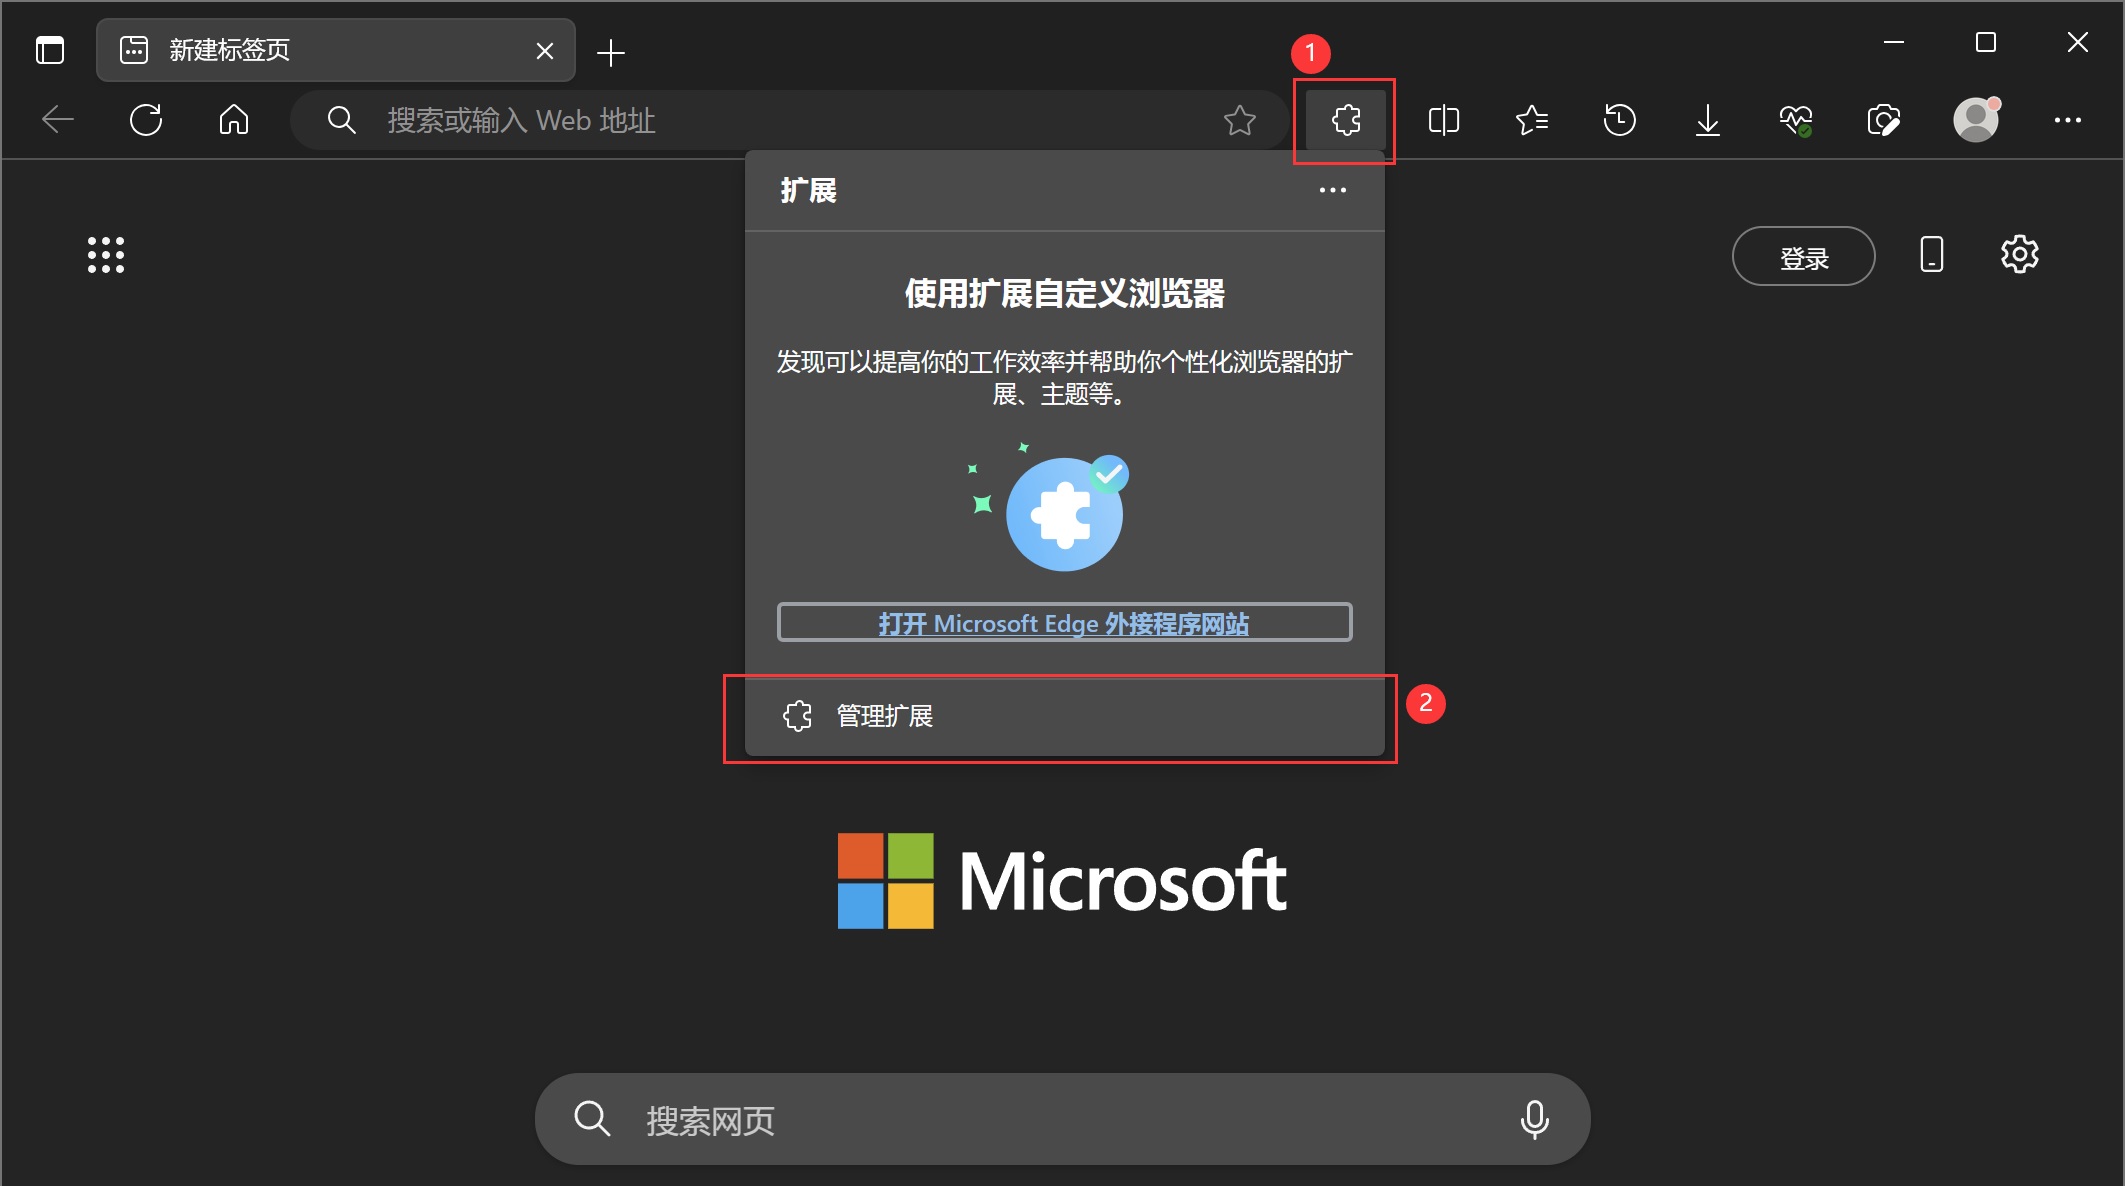 新建标签页
1
搜索或输入 Web 地址
扩展
登录
使用扩展自定义浏览器
发现可以提高你的工作效率并帮助你个性化浏览器的扩
展、主题等。
打开 Microsoft Edge 外接程序网站
管理扩展
2
Microsoft
搜索网页